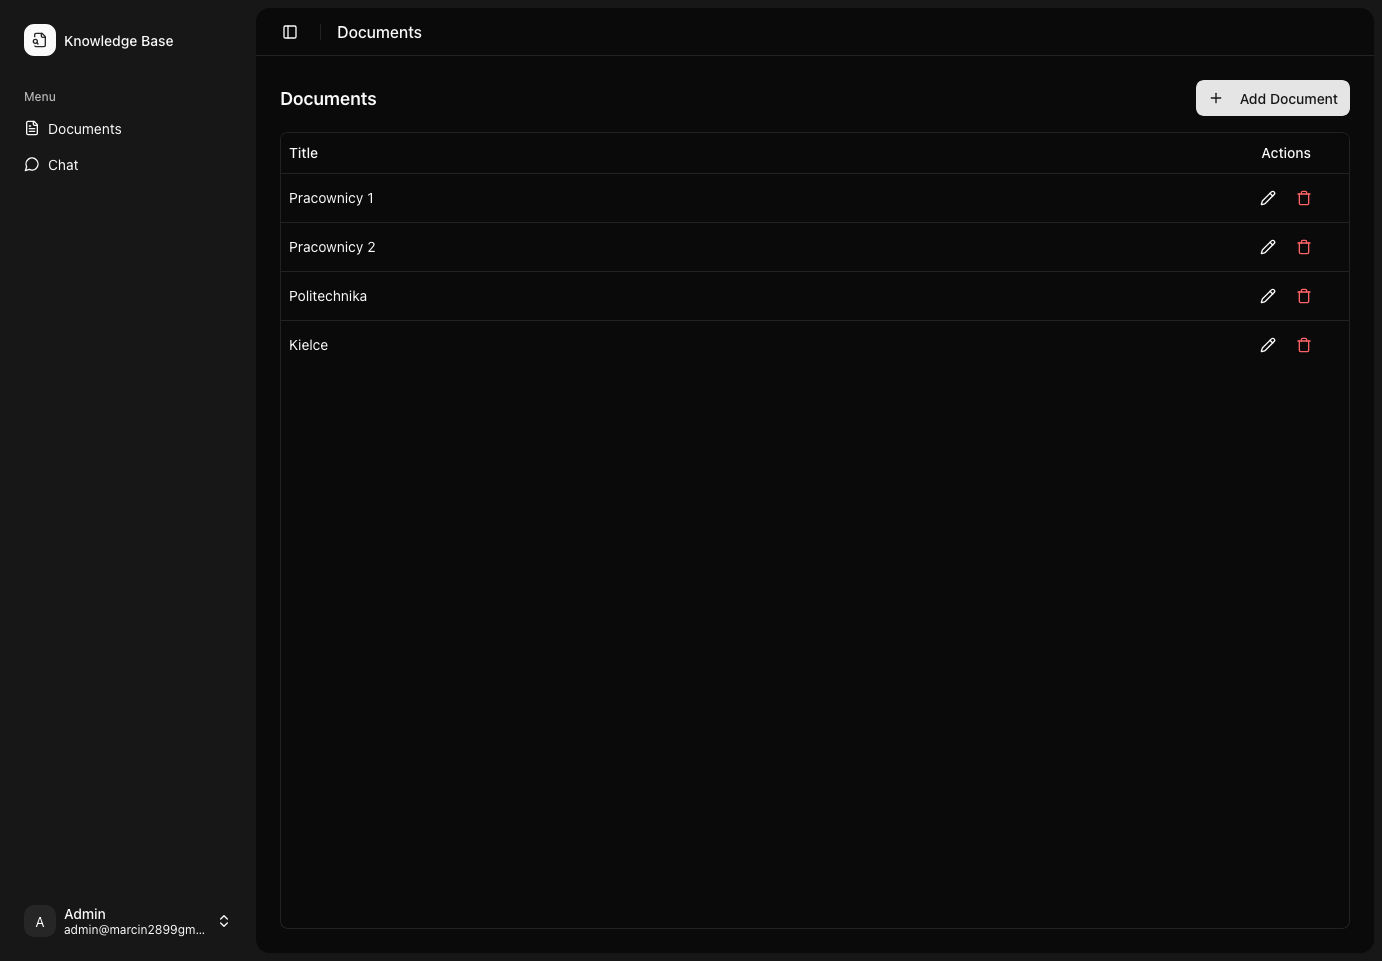 Knowledge Base
Menu
Documents
Chat
A
Admin
admin@marcin2899gm...
Documents
Documents
Add Document
Title Actions
Pracownicy 1
Pracownicy 2
Politechnika
Kielce